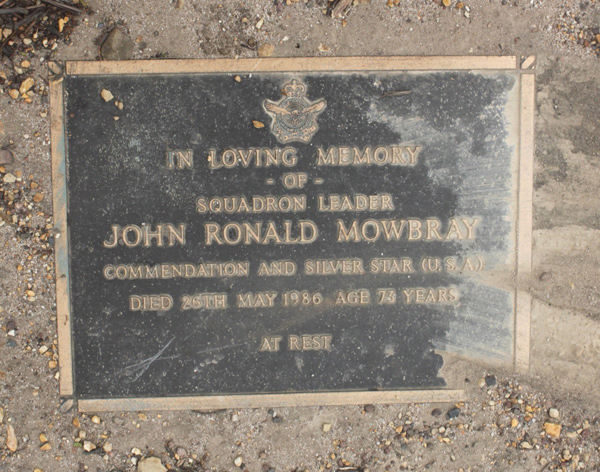 IN LOVING MEMORY
- OF -
SQUADRON LEADER
JOHN RONALD MOWBRAY
COMMENDATION AND SILVER STAR (U.S.A.)
DIED 26TH MAY 1986 AGE 73 YEARS
AT REST